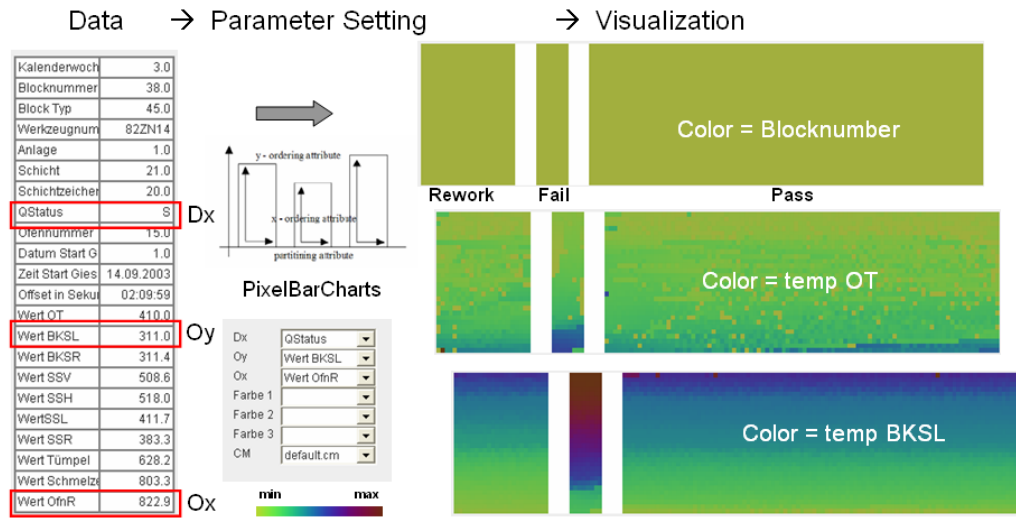 Data → Parameter Setting → Visualization
Kalenderwoch 3.0
Blocknummer 38.0
Block Typ 45.0
Werkzeugnum 82ZN14
Anlage 1.0
Schicht 21.0
Schichtzeicher 20.0
QStatus S
Dx
Ofennummer 15.0
Datum Start G 1.0
Zeit Start Gies 14.09.2003
Offset in Sekur 02:09:59
Wert OT 410.0
Wert BKSL 311.0
Oy
Wert BKSR 311.4
Wert SSV 508.6
Wert SSH 518.0
WertSSL 411.7
Wert SSR 383.3
Wert Tümpel 628.2
Wert Schmelze 803.3
Wert OfnR 822.9
Ox
y - ordering attribute
x - ordering attribute
partitining attribute
PixelBarCharts
Dx QStatus
Oy Wert BKSL
Ox Wert OfnR
Farbe 1
Farbe 2
Farbe 3
CM default.cm
min max
Color = Blocknumber
Rework Fail Pass
Color = temp OT
Color = temp BKSL